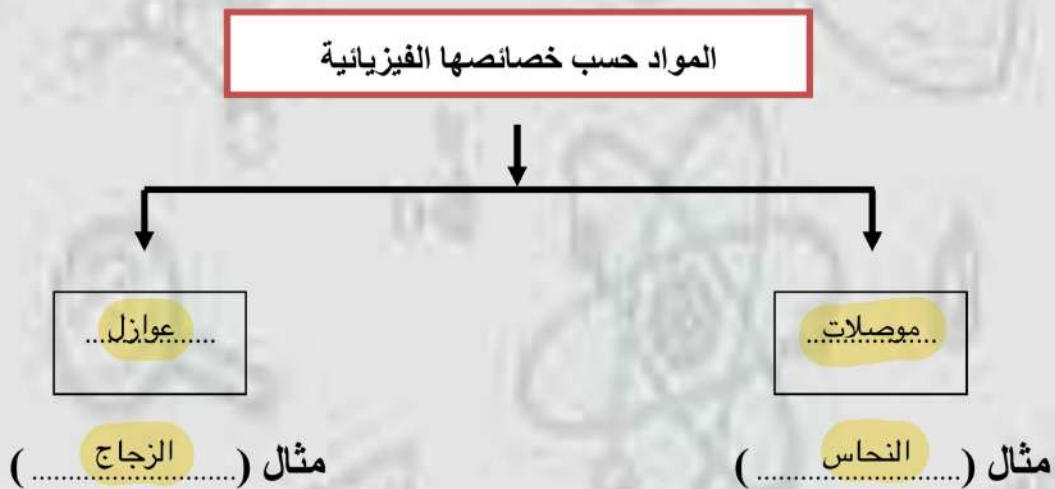 المواد حسب خصائصها الفيزيائية
موصلات
عوازل
مثال (النحاس)
مثال (الزجاج)